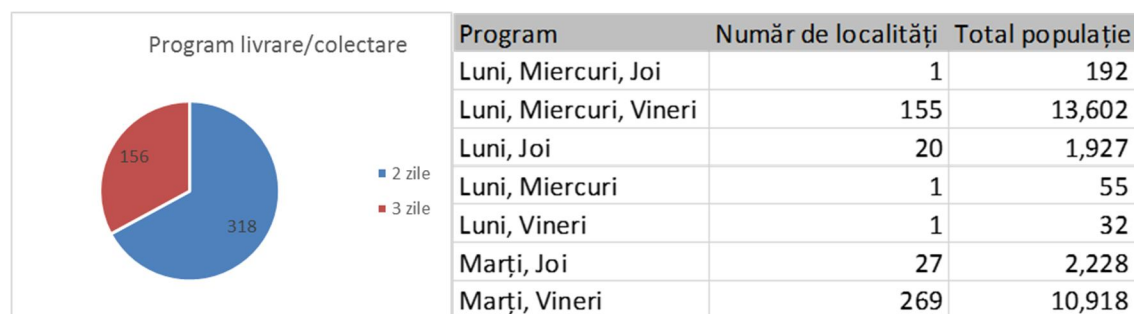 Program livrare/colectare
156
318
2 zile
3 zile
Program Număr de localități Total populație
Luni, Miercuri, Joi 1 192
Luni, Miercuri, Vineri 155 13,602
Luni, Joi 20 1,927
Luni, Miercuri 1 55
Luni, Vineri 1 32
Marți, Joi 27 2,228
Marți, Vineri 269 10,918